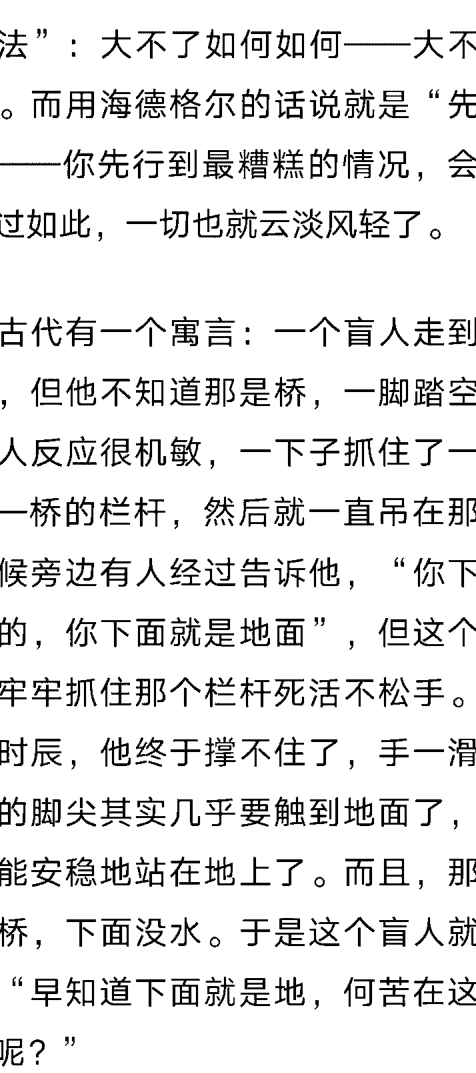 法”：大不了如何如何——大不
。而用海德格尔的话说就是“先
——你先行到最糟糕的情况，会
过如此，一切也就云淡风轻了。
古代有一个寓言：一个盲人走到
，但他不知道那是桥，一脚踏空
人反应很机敏，一下子抓住了一
—桥的栏杆，然后就一直吊在那
候旁边有人经过告诉他，“你下
的，你下面就是地面”，但这个
牢牢抓住那个栏杆死活不松手。
时辰，他终于撑不住了，手一滑
的脚尖其实几乎要触到地面了，
能安稳地站在地上了。而且，那
桥，下面没水。于是这个盲人就
“早知道下面就是地，何苦在这
呢？”